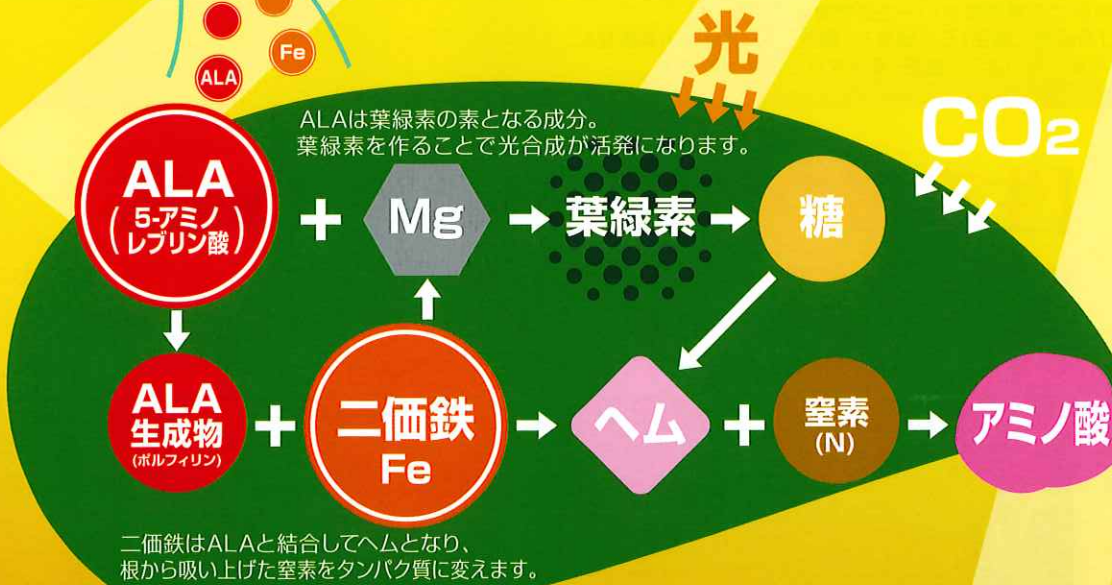 Fe
ALA
光
CO2
ALAは葉緑素の素となる成分。
葉緑素を作ることで光合成が活発になります。
ALA
(5-アミノ
レブリン酸)
+
Mg
葉緑素
糖
ALA
生成物
(ポルフィリン)
+
二価鉄
Fe
ヘム
+
窒素
(N)
アミノ酸
二価鉄はALAと結合してヘムとなり、
根から吸い上げた窒素をタンパク質に変えます。